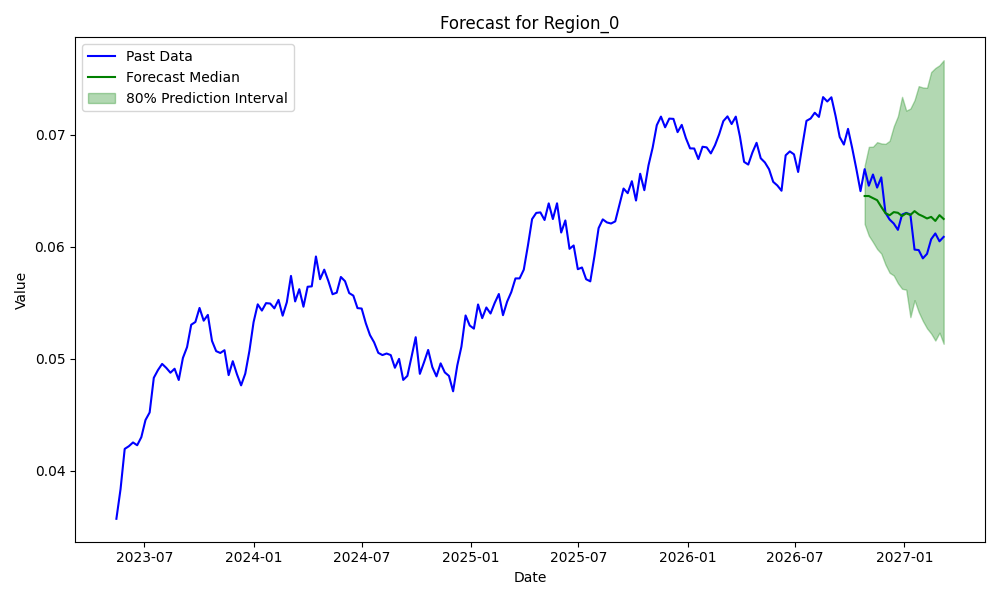 Forecast for Region_0
Past Data
Forecast Median
80% Prediction Interval
Value
0.07
0.06
0.05
0.04
2023-07 2024-01 2024-07 2025-01 2025-07 2026-01 2026-07 2027-01
Date